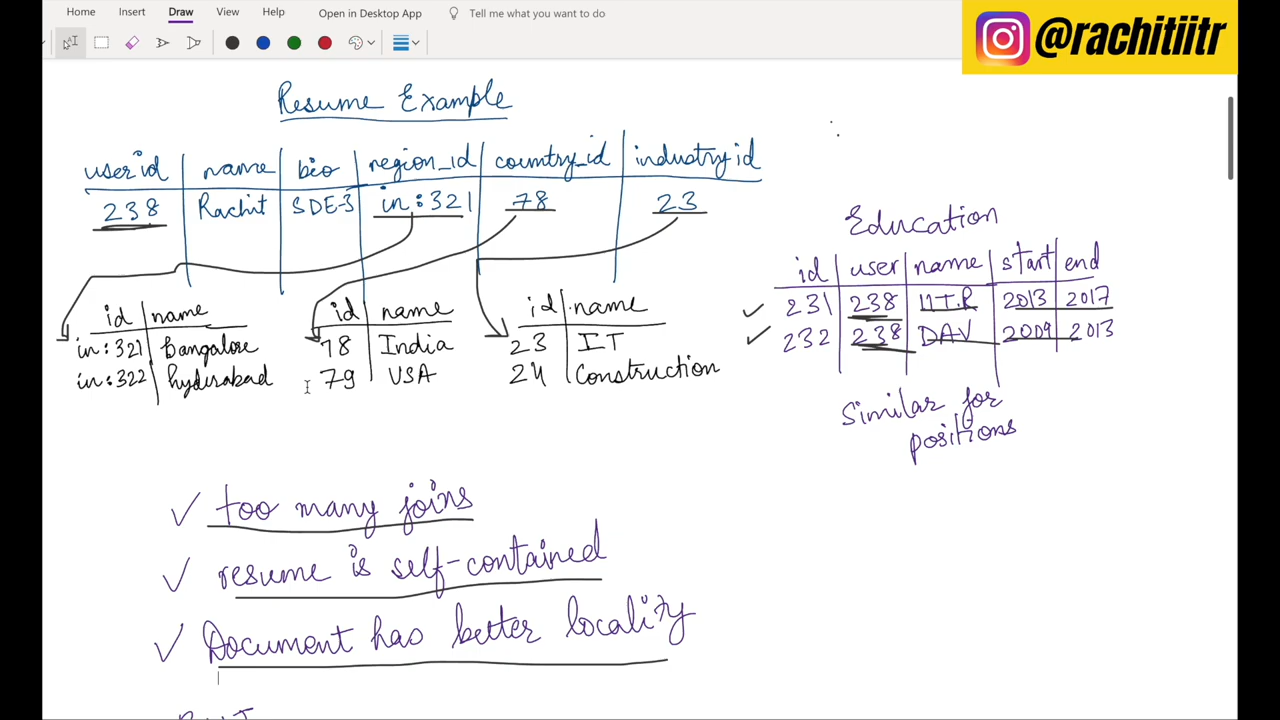 Home Insert Draw View Help Open in Desktop App Tell me what you want to do
@rachitiitr
Resume Example
userid name bio region_id country_id industryid
238 Rachit SDE-3 in:321 78 23
id name
in:321 Bangalore
in:322 hyderabad
id name
78 India
79 USA
id name
23 IT
24 Construction
Education
id user name start end
231 238 IIT.R 2013 2017
232 238 DAV 2009 2013
Similar for
positions
too many joins
resume is self-contained
Document has better locality